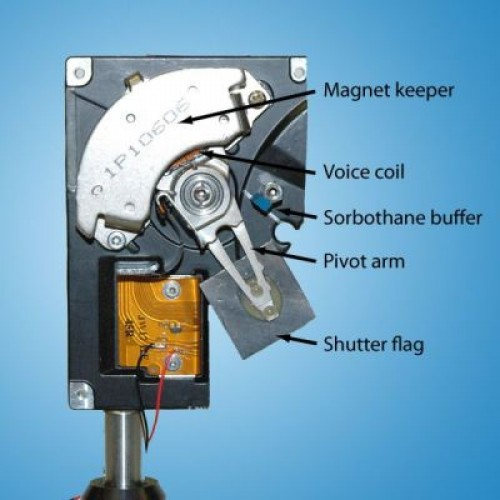 Magnet keeper
1P10606
Voice coil
Sorbothane buffer
Pivot arm
Shutter flag